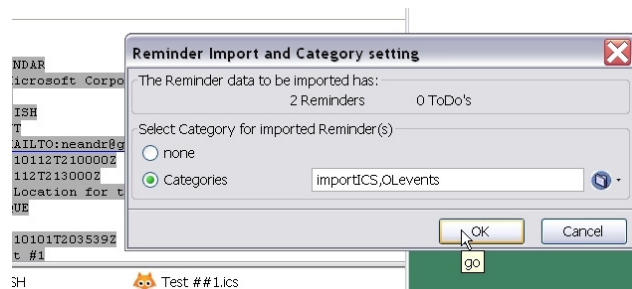 Reminder Import and Category setting
NDAR
icrosoft Corpo
The Reminder data to be imported has:
2 Reminders 0 ToDo's
ISH
T
AILTO:neandr@g
Select Category for imported Reminder(s)
none
10112T210000Z
112T213000Z
Location for t
Categories importICS,OLevents
QUE
10101T203539Z
t #1
OK Cancel
go
SH
Test ##1.ics